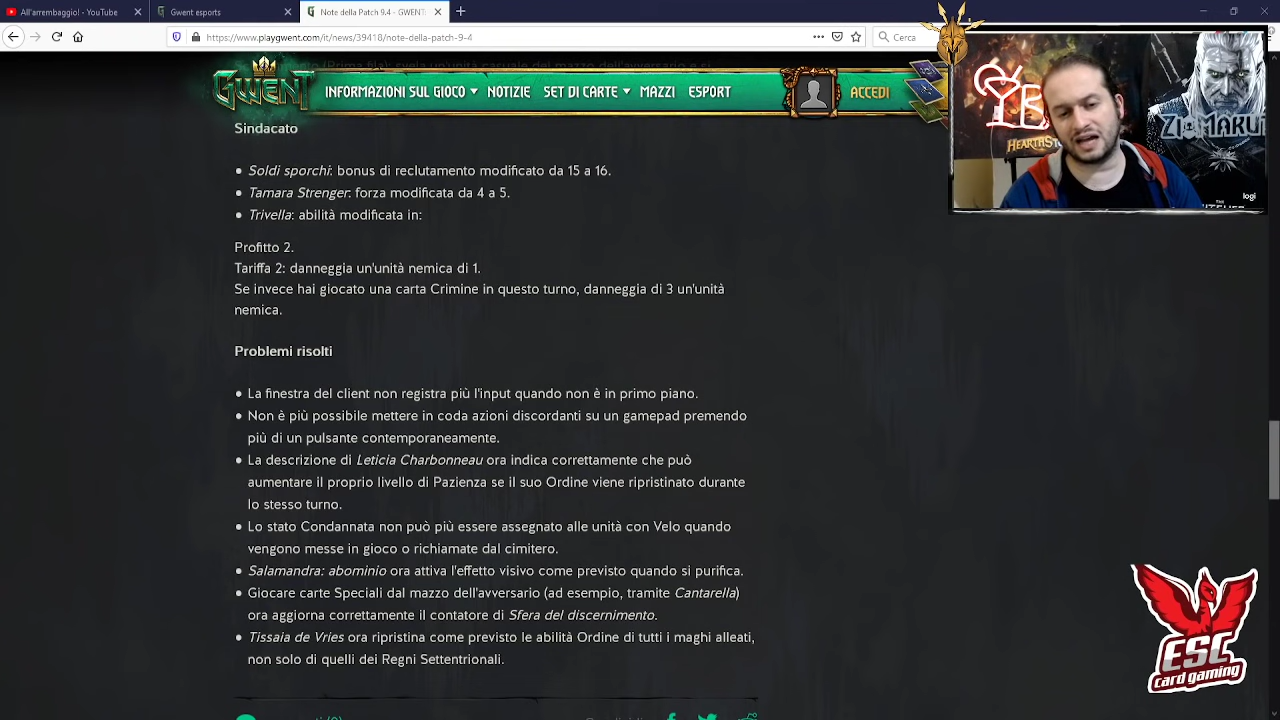 All'arrembaggio! - YouTube
Gwent esports
Note della Patch 9.4 - GWENT:
https://www.playgwent.com/it/news/39418/note-della-patch-9-4
Cerca
GWENT
INFORMAZIONI SUL GIOCO
NOTIZIE
SET DI CARTE
MAZZI
ESPORT
ACCEDI
Sindacato
• Soldi sporchi: bonus di reclutamento modificato da 15 a 16.
• Tamara Strenger: forza modificata da 4 a 5.
• Trivella: abilità modificata in:
Profitto 2.
Tariffa 2: danneggia un'unità nemica di 1.
Se invece hai giocato una carta Crimine in questo turno, danneggia di 3 un'unità
nemica.
Problemi risolti
• La finestra del client non registra più l'input quando non è in primo piano.
• Non è più possibile mettere in coda azioni discordanti su un gamepad premendo
più di un pulsante contemporaneamente.
• La descrizione di Leticia Charbonneau ora indica correttamente che può
aumentare il proprio livello di Pazienza se il suo Ordine viene ripristinato durante
lo stesso turno.
• Lo stato Condannata non può più essere assegnato alle unità con Velo quando
vengono messe in gioco o richiamate dal cimitero.
• Salamandra: abominio ora attiva l'effetto visivo come previsto quando si purifica.
• Giocare carte Speciali dal mazzo dell'avversario (ad esempio, tramite Cantarella)
ora aggiorna correttamente il contatore di Sfera del discernimento.
• Tissaia de Vries ora ripristina come previsto le abilità Ordine di tutti i maghi alleati,
non solo di quelli dei Regni Settentrionali.
HEARTHSTO
ZIOMAKU
logi
THE
ESC
card gaming